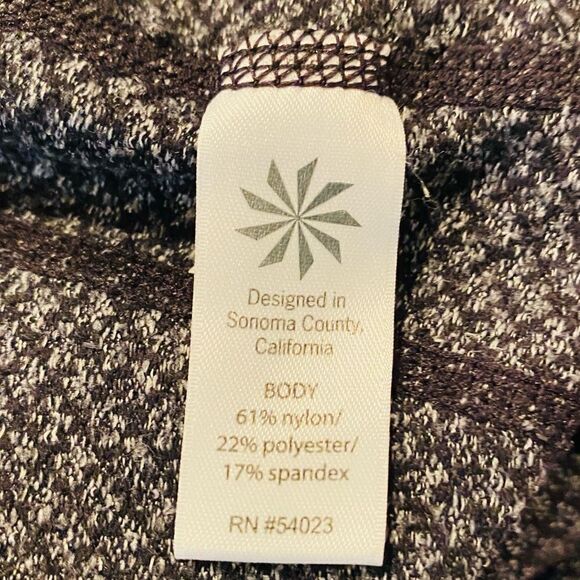 Designed in
Sonoma County,
California
BODY
61% nylon/
22% polyester/
17% spandex
RN #54023